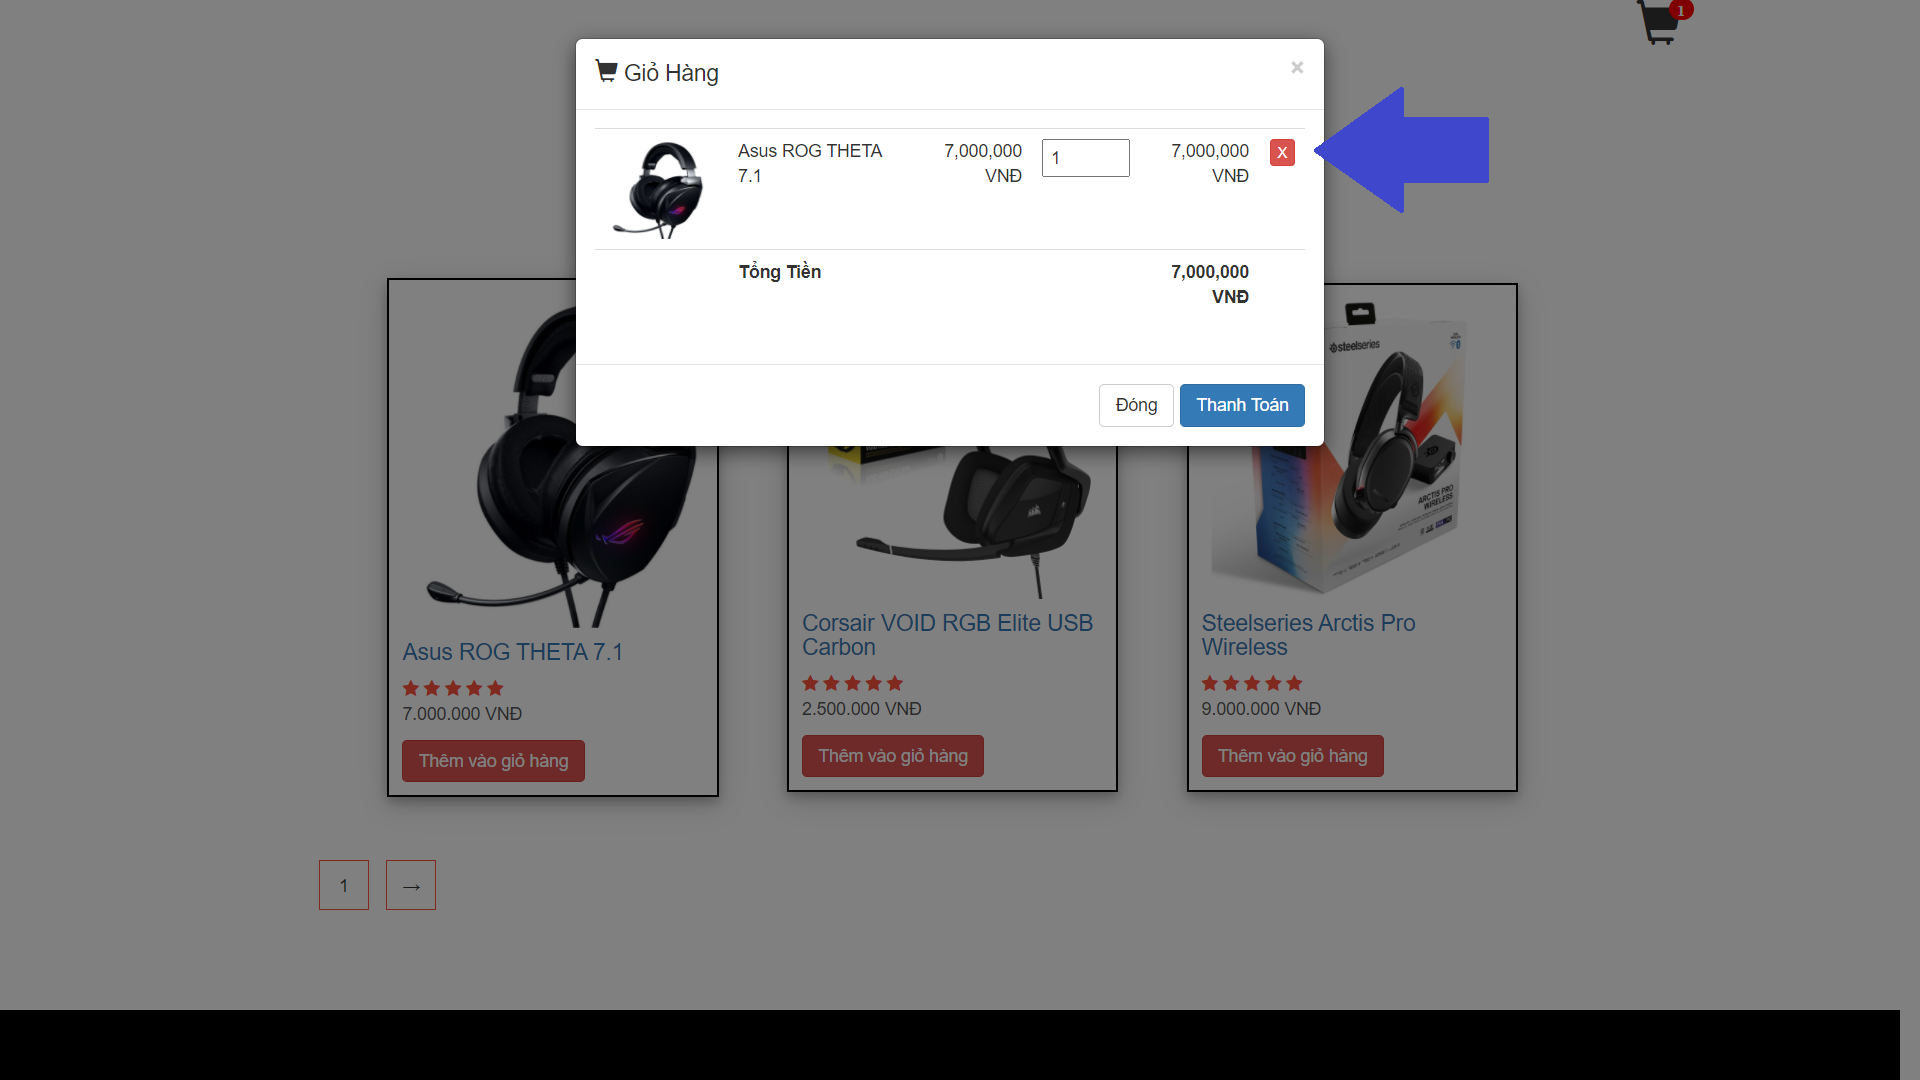 1
Giỏ Hàng
×
Asus ROG THETA 7.1
7,000,000 VNĐ
1
7,000,000 VNĐ
X
Tổng Tiền
7,000,000 VNĐ
Đóng
Thanh Toán
steelseries
ARCTIS PRO
WIRELESS
Asus ROG THETA 7.1
7.000.000 VNĐ
Thêm vào giỏ hàng
Corsair VOID RGB Elite USB
Carbon
2.500.000 VNĐ
Thêm vào giỏ hàng
Steelseries Arctis Pro
Wireless
9.000.000 VNĐ
Thêm vào giỏ hàng
1
→